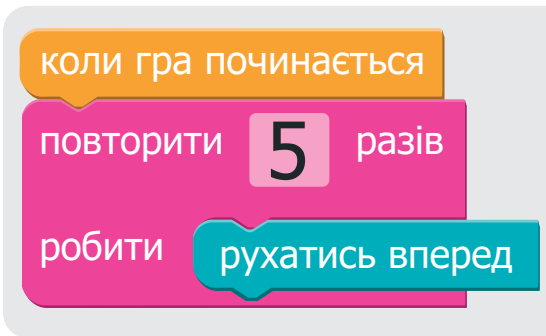 коли гра починається
повторити 5 разів
робити рухатись вперед